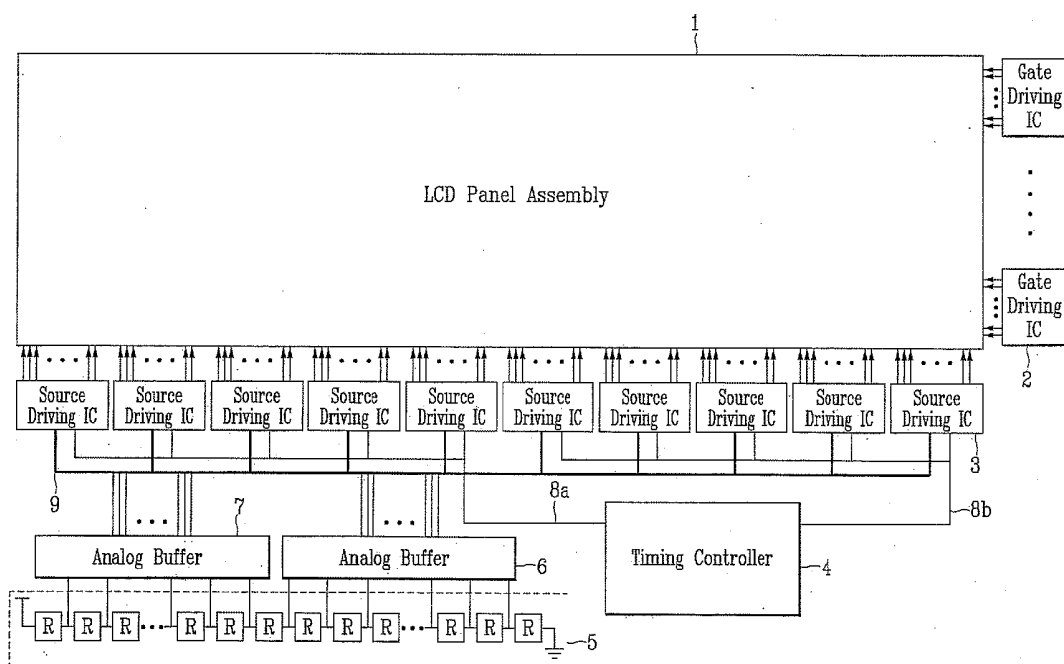 1
Gate
Driving
IC
LCD Panel Assembly
Gate
Driving
IC
2
Source
Driving IC
Source
Driving IC
Source
Driving IC
Source
Driving IC
Source
Driving IC
Source
Driving IC
Source
Driving IC
Source
Driving IC
Source
Driving IC
Source
Driving IC
3
9
7
8a
8b
Analog Buffer
Analog Buffer
6
Timing Controller
4
R R R R R R R R R R R R
5